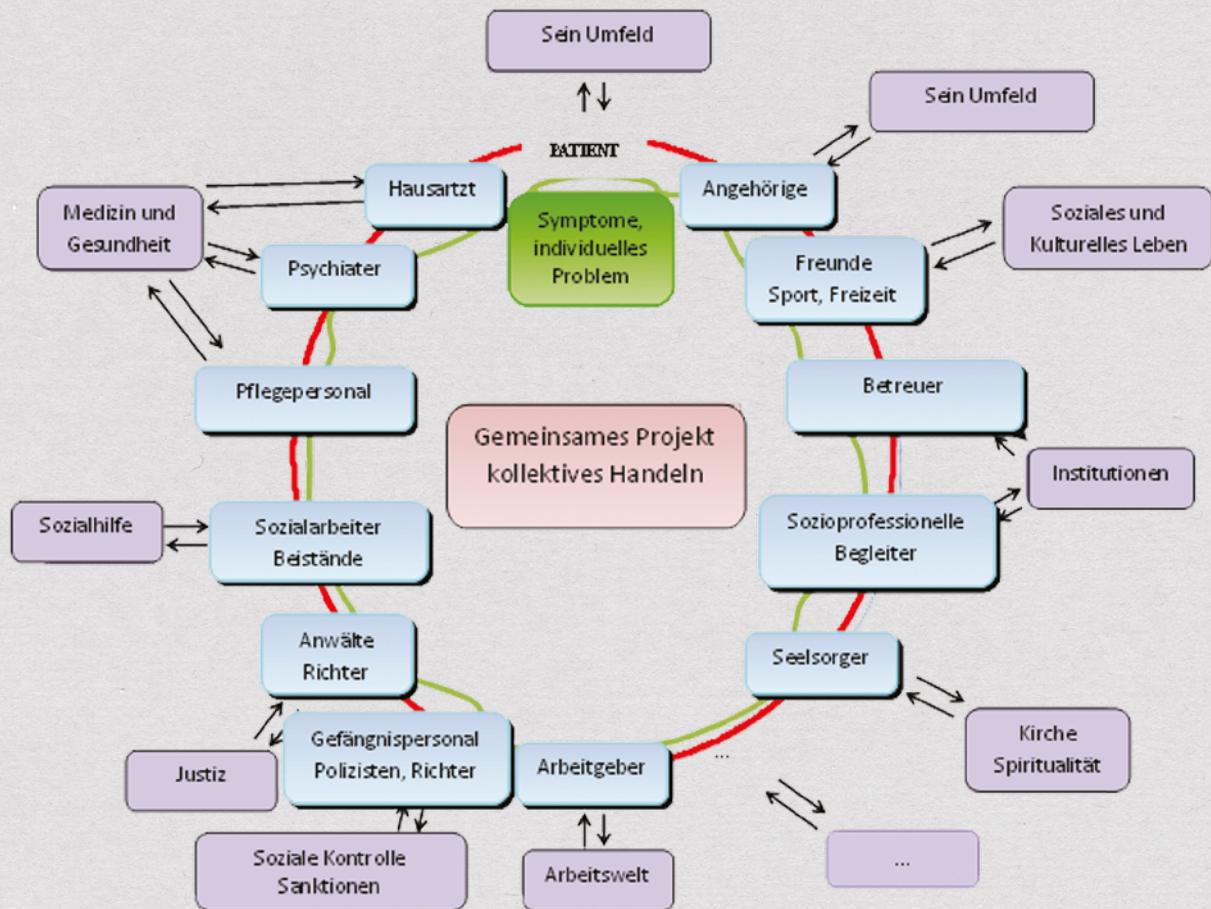 Sein Umfeld
Sein Umfeld
PATIENT
Hausartzt
Angehörige
Medizin und
Gesundheit
Symptome,
individuelles
Problem
Soziales und
Kulturelles Leben
Psychiater
Freunde
Sport, Freizeit
Pflegepersonal
Betreuer
Gemeinsames Projekt
kollektives Handeln
Institutionen
Sozialhilfe
Sozialarbeiter
Beistände
Sozioprofessionelle
Begleiter
Anwälte
Richter
Seelsorger
Gefängnispersonal
Polizisten, Richter
Arbeitgeber
...
Kirche
Spiritualität
Justiz
Soziale Kontrolle
Sanktionen
Arbeitswelt
...